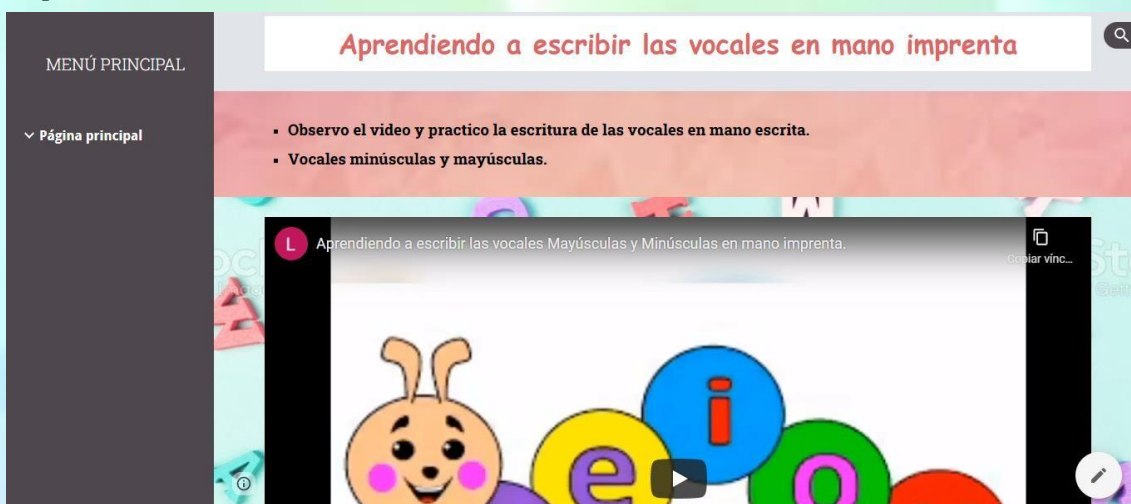 MENÚ PRINCIPAL
Página principal
Aprendiendo a escribir las vocales en mano imprenta
Observo el video y practico la escritura de las vocales en mano escrita.
Vocales minúsculas y mayúsculas.
L
Aprendiendo a escribir las vocales Mayúsculas y Minúsculas en mano imprenta.
Copiar vínc...
e
i
o